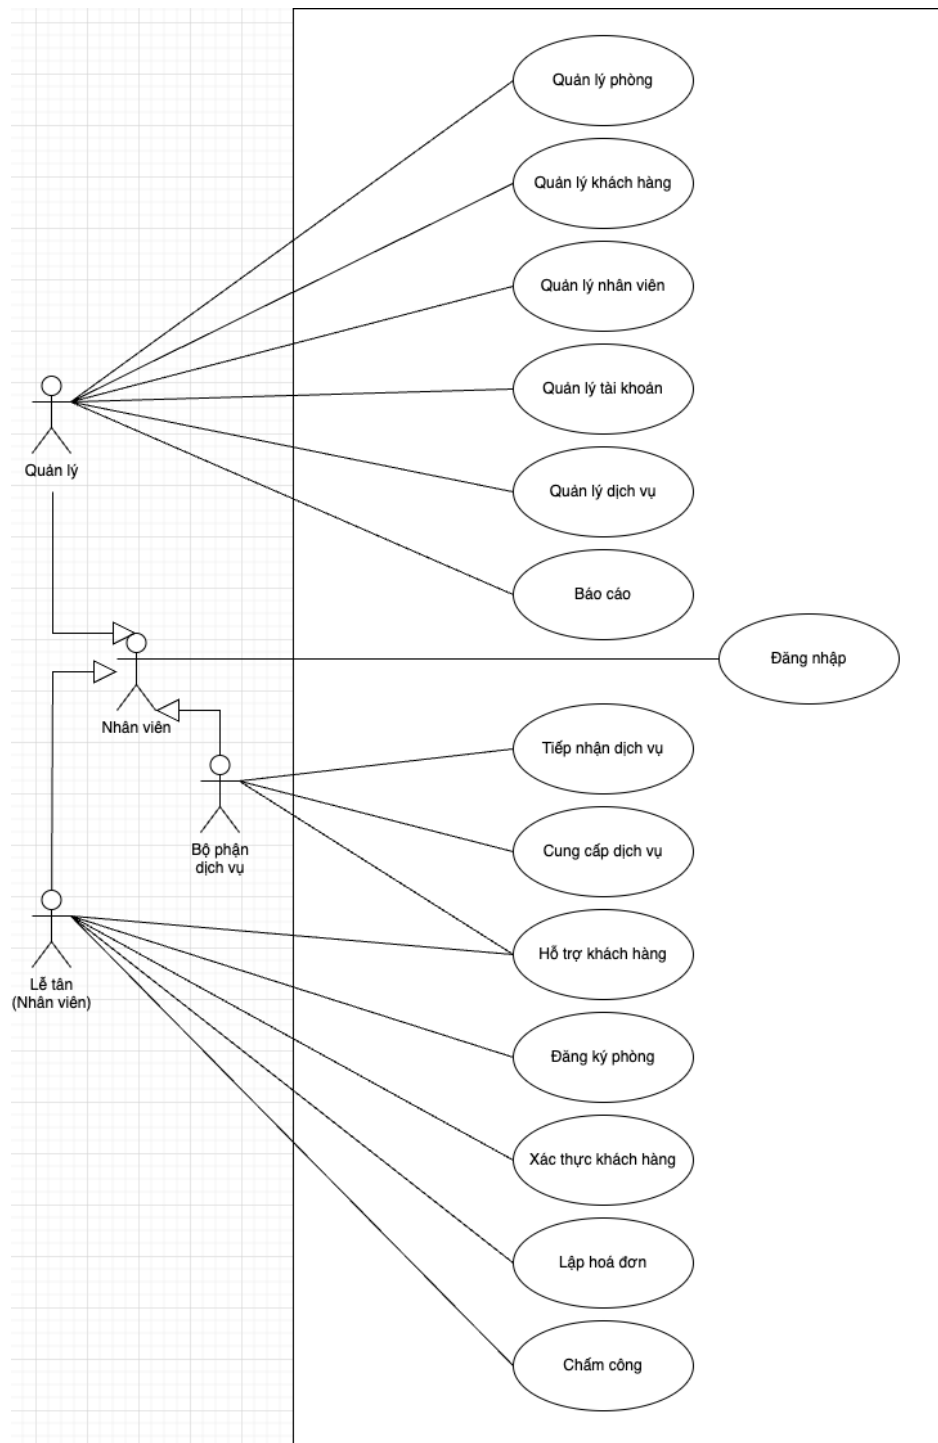 Quản lý phòng
Quản lý khách hàng
Quản lý nhân viên
Quản lý tài khoản
Quản lý
Quản lý dịch vụ
Báo cáo
Đăng nhập
Nhân viên
Tiếp nhận dịch vụ
Bộ phận
dịch vụ
Cung cấp dịch vụ
Hỗ trợ khách hàng
Lễ tân
(Nhân viên)
Đăng ký phòng
Xác thực khách hàng
Lập hoá đơn
Chấm công